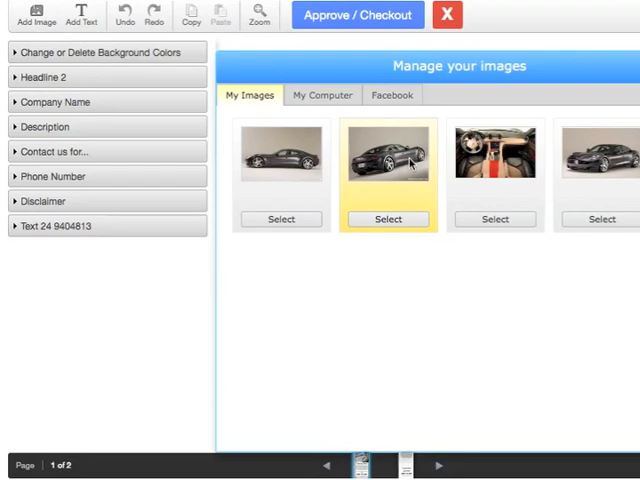 Add Image Add Text Undo Redo Copy Paste Zoom Approve / Checkout X
Change or Delete Background Colors
Headline 2
Company Name
Description
Contact us for...
Phone Number
Disclaimer
Text 24 9404813
Manage your images
My Images My Computer Facebook
Select Select Select Select
Page 1 of 2